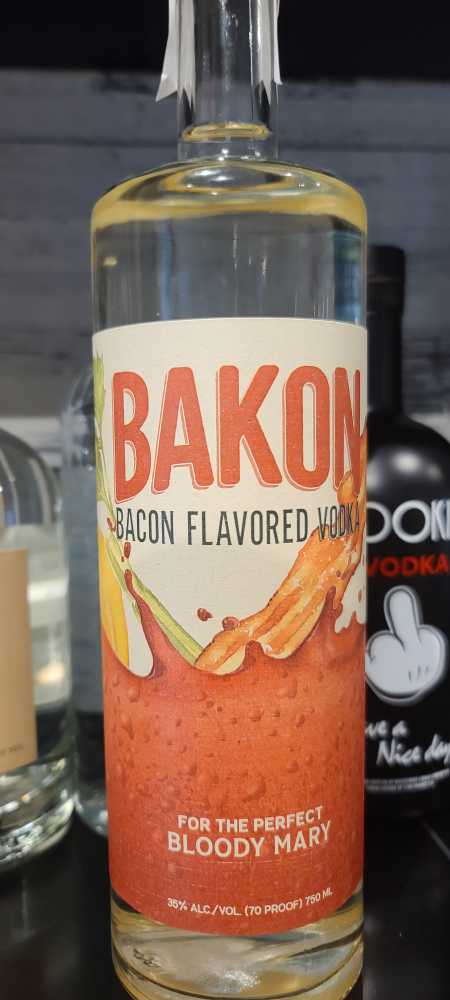 BAKON
BACON FLAVORED VODKA
FOR THE PERFECT
BLOODY MARY
35% ALC./VOL. (70 PROOF) 750 ML
VODKA
Nice day